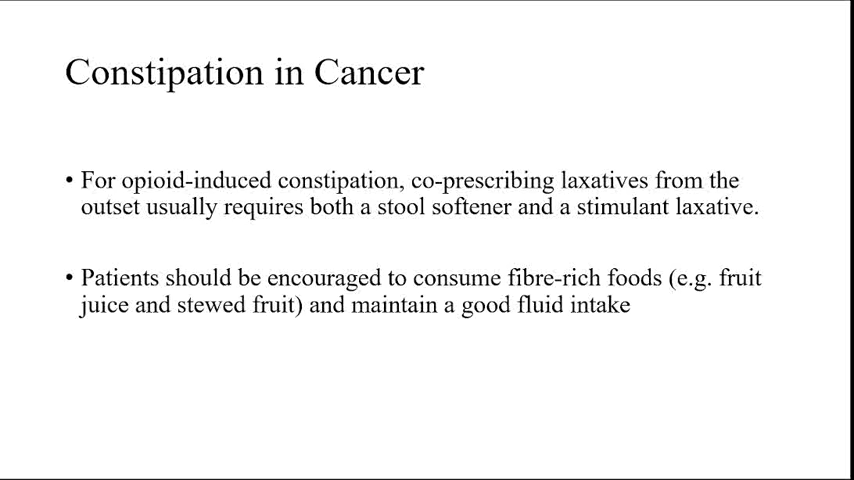 Constipation in Cancer
• For opioid-induced constipation, co-prescribing laxatives from the
outset usually requires both a stool softener and a stimulant laxative.
• Patients should be encouraged to consume fibre-rich foods (e.g. fruit
juice and stewed fruit) and maintain a good fluid intake